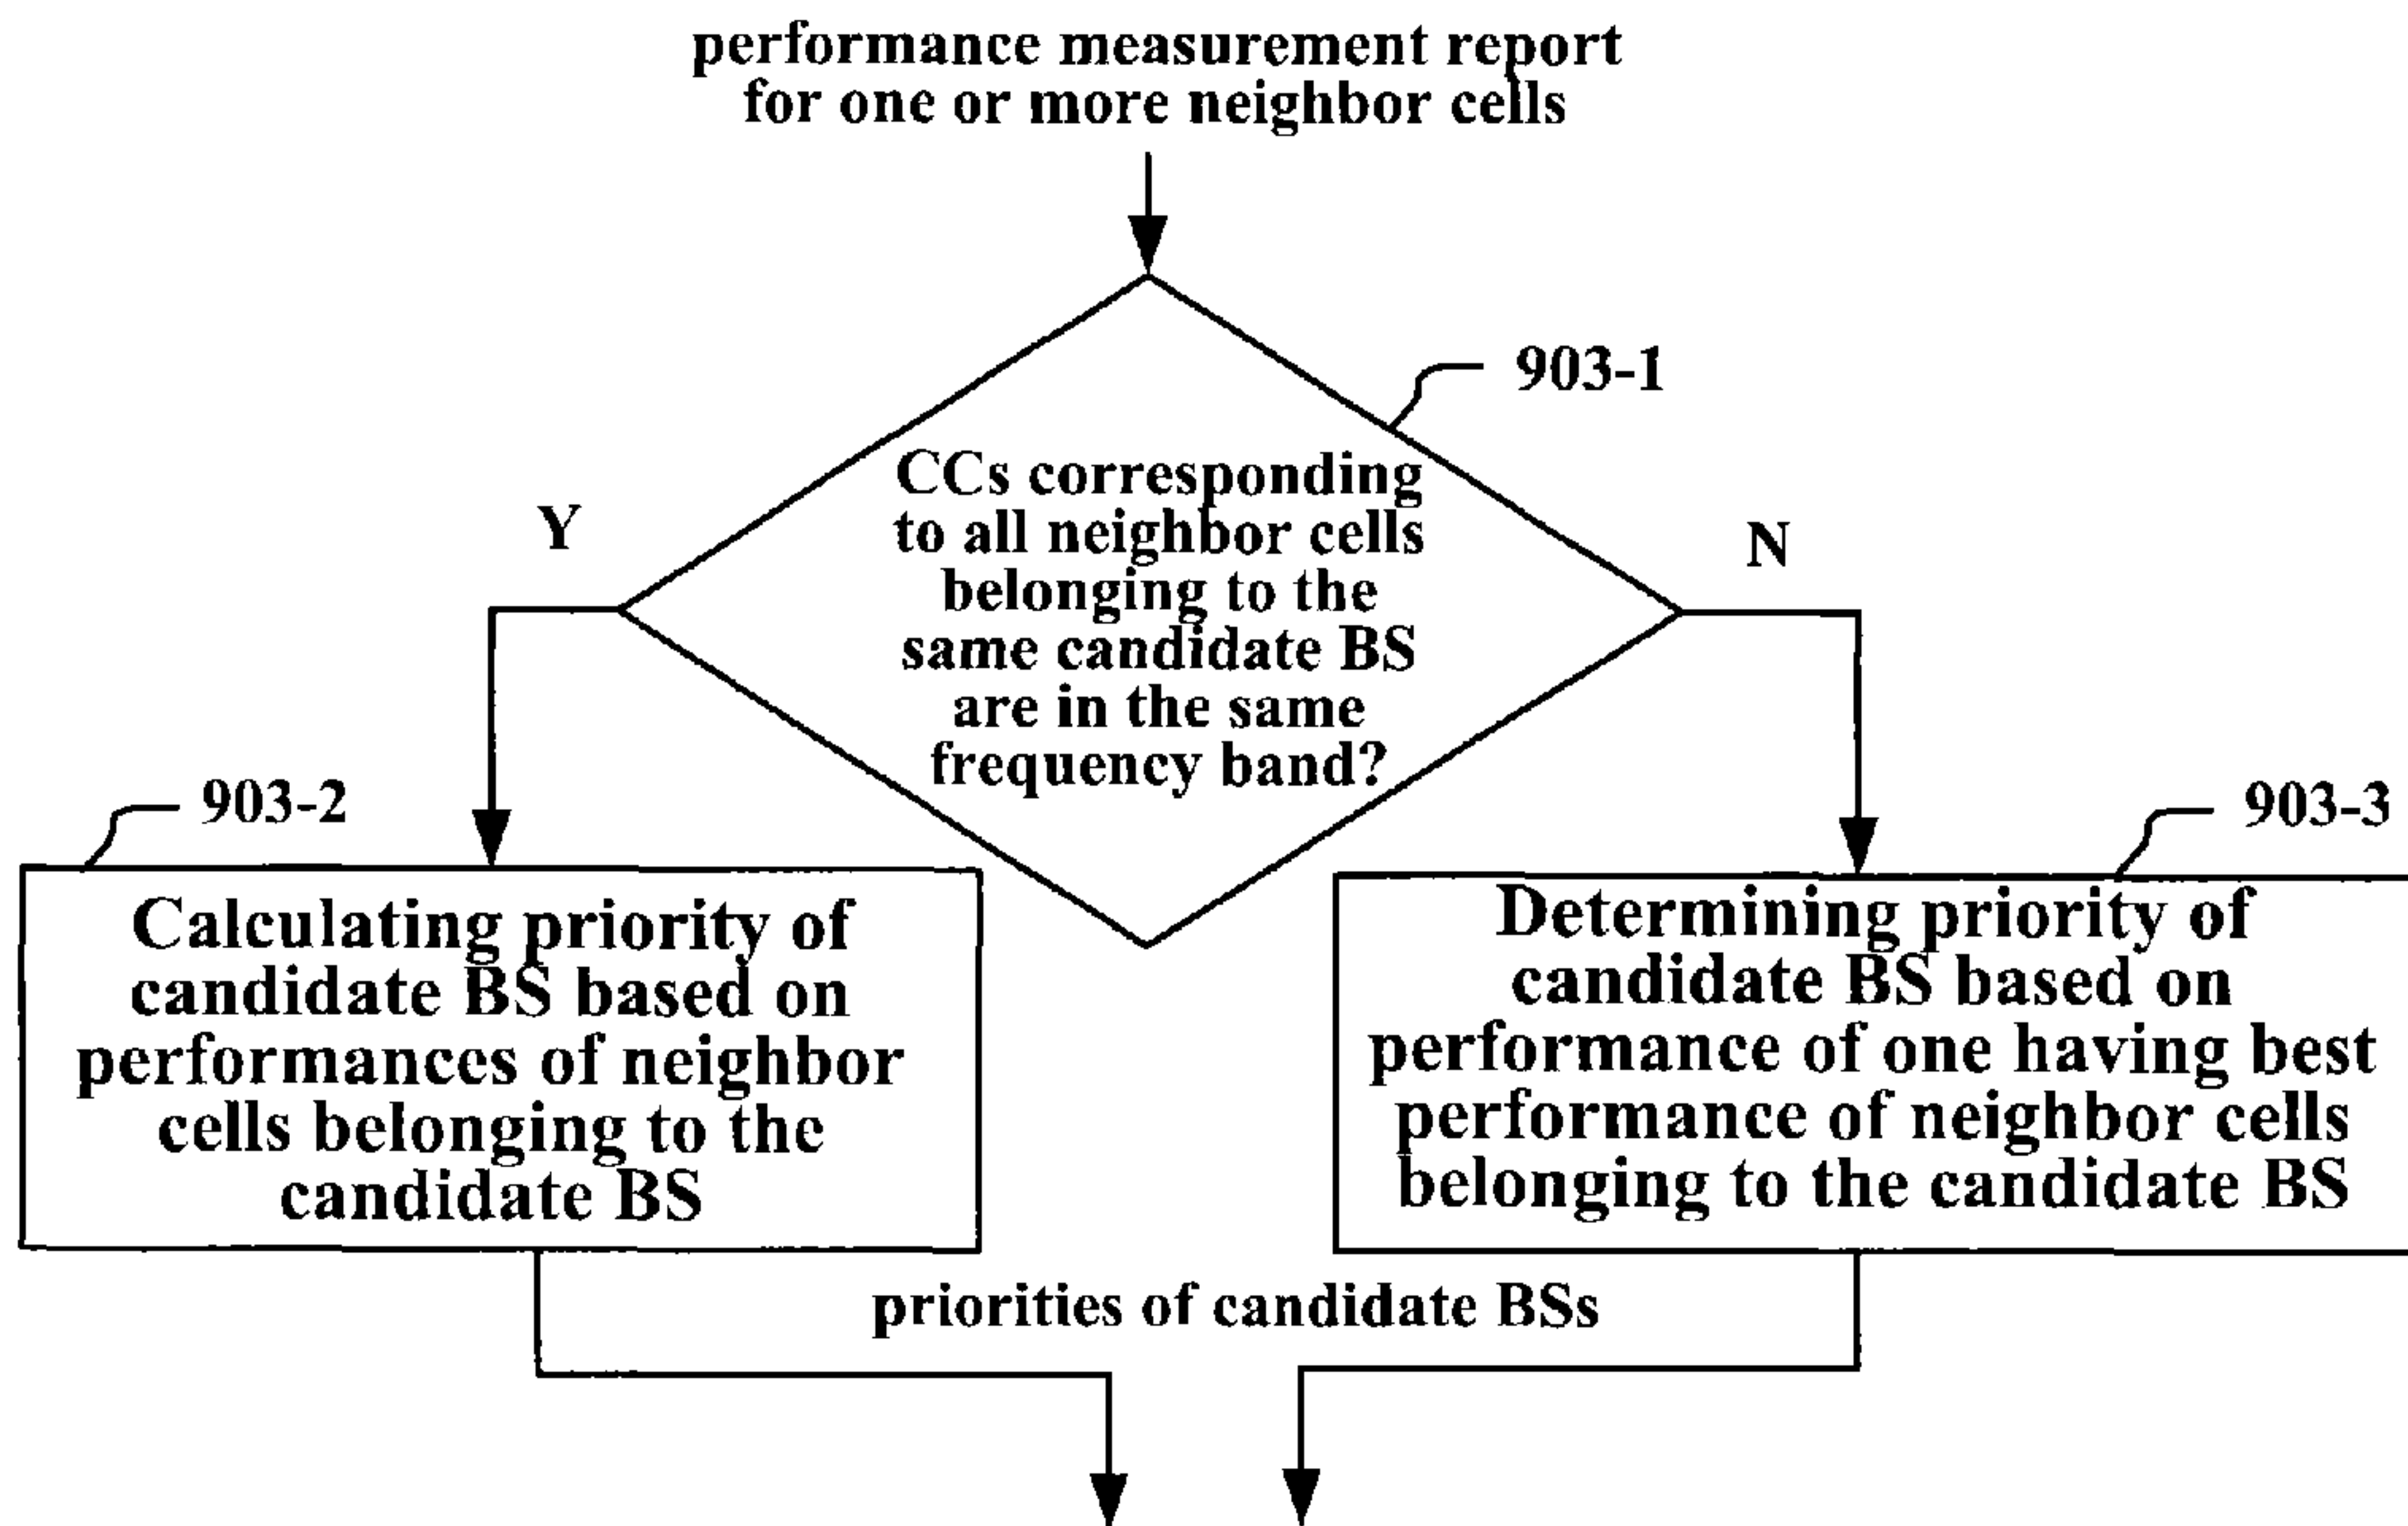 performance measurement report
for one or more neighbor cells
903-1
CCs corresponding
to all neighbor cells
belonging to the
same candidate BS
are in the same
frequency band?
Y
N
903-2
903-3
Calculating priority of
candidate BS based on
performances of neighbor
cells belonging to the
candidate BS
Determining priority of
candidate BS based on
performance of one having best
performance of neighbor cells
belonging to the candidate BS
priorities of candidate BSs